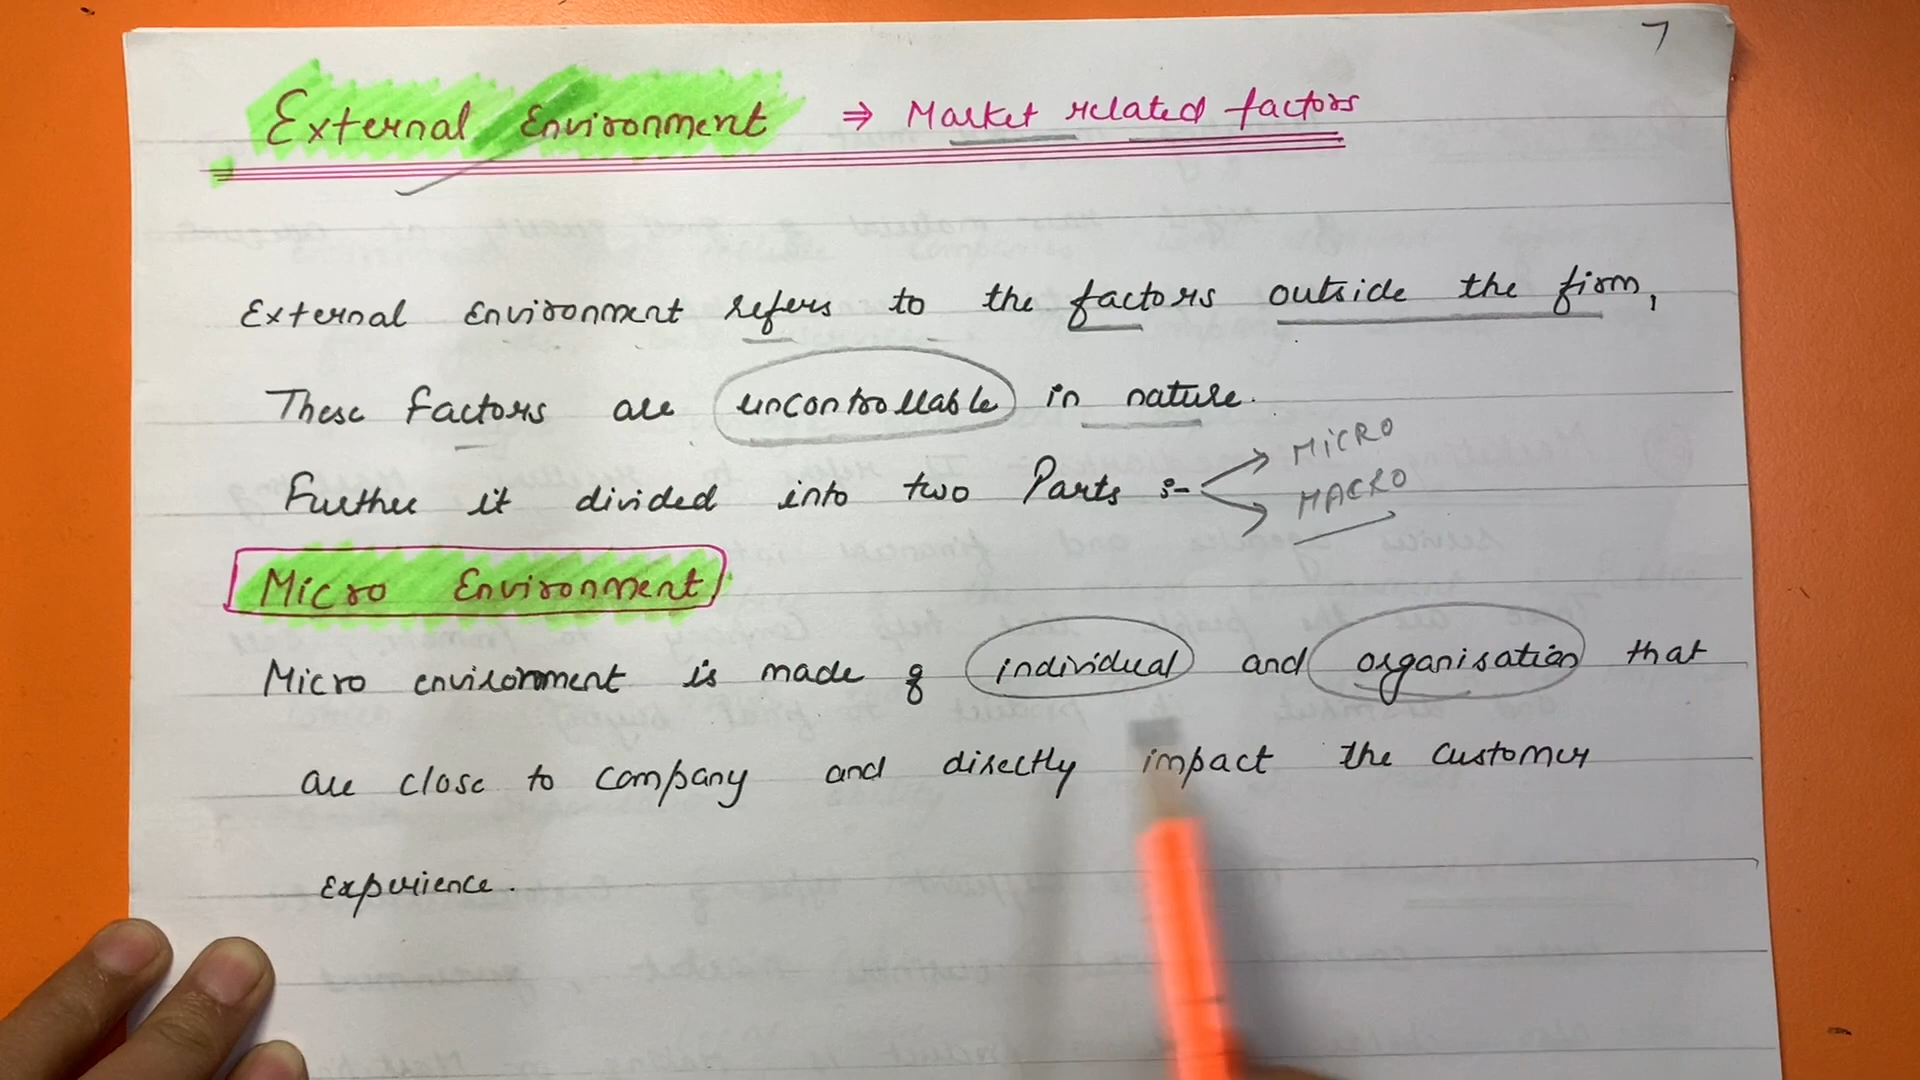 7
External Environment ⇒ Market related factors
External Environment refers to the factors outside the firm,
These factors are uncontrollable in nature.
Further it divided into two Parts :-
MICRO
MACRO
Micro Environment
Micro environment is made of individual and organisation that
are close to company and directly impact the customer
experience.